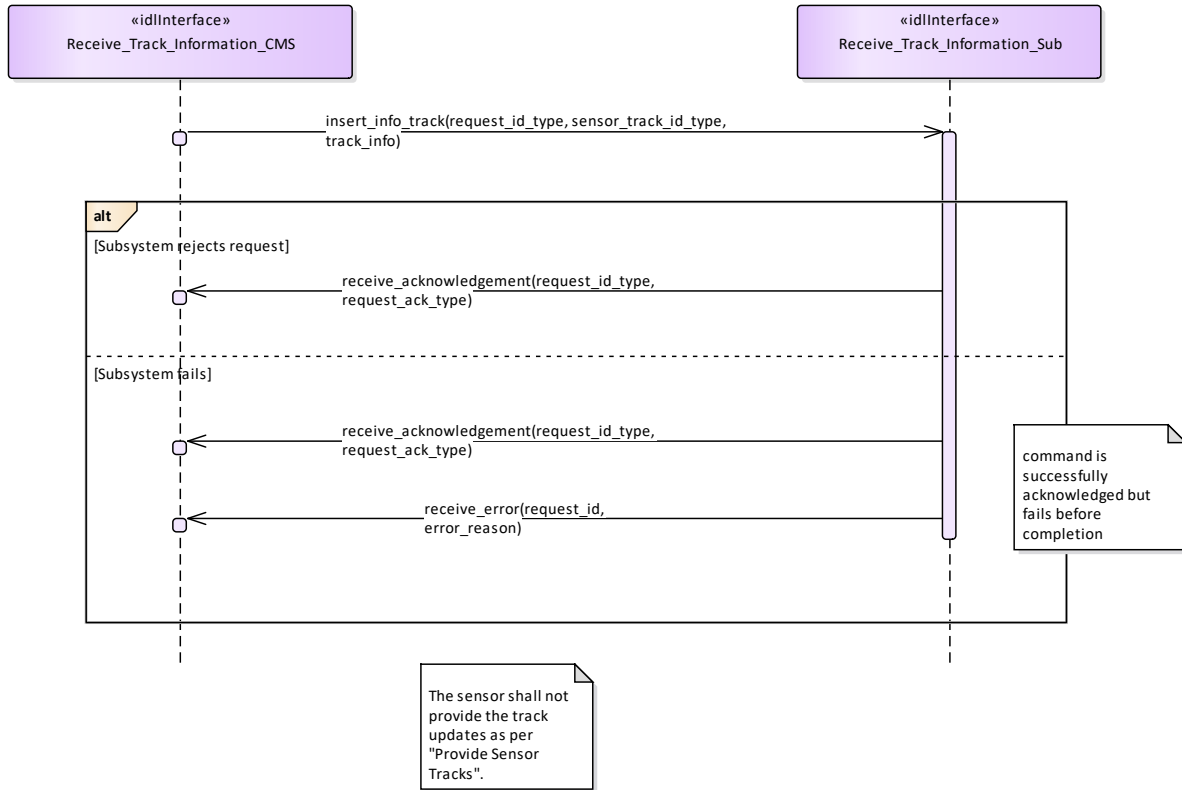 «idlInterface»
Receive_Track_Information_CMS
«idlInterface»
Receive_Track_Information_Sub
insert_info_track(request_id_type, sensor_track_id_type,
track_info)
alt
[Subsystem rejects request]
receive_acknowledgement(request_id_type,
request_ack_type)
[Subsystem fails]
receive_acknowledgement(request_id_type,
request_ack_type)
command is
successfully
acknowledged but
fails before
completion
receive_error(request_id,
error_reason)
The sensor shall not
provide the track
updates as per
"Provide Sensor
Tracks".